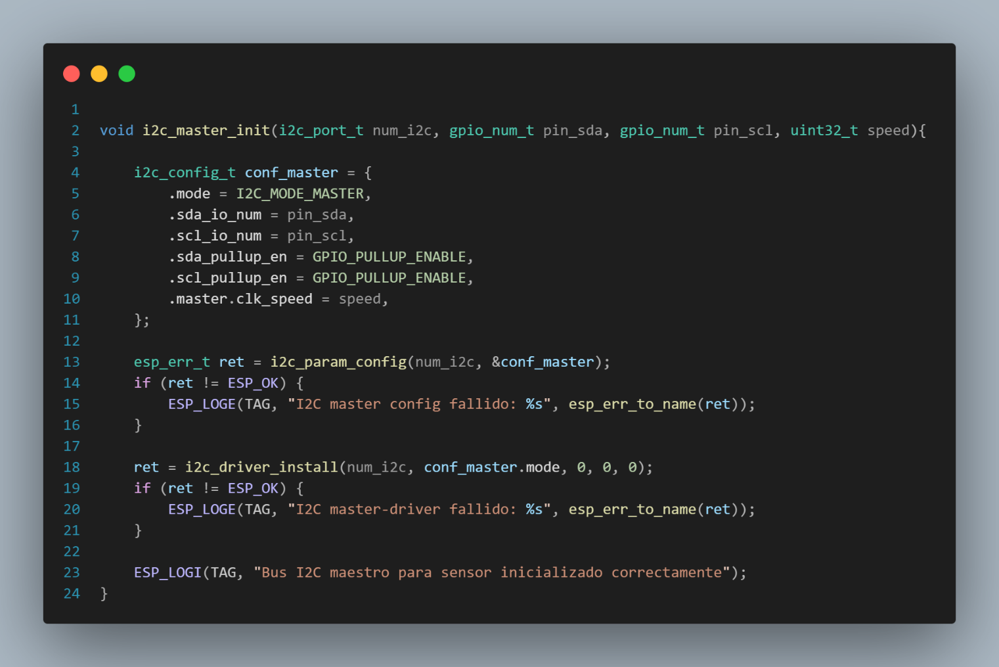 1
2 void i2c_master_init(i2c_port_t num_i2c, gpio_num_t pin_sda, gpio_num_t pin_scl, uint32_t speed){
3
4     i2c_config_t conf_master = {
5         .mode = I2C_MODE_MASTER,
6         .sda_io_num = pin_sda,
7         .scl_io_num = pin_scl,
8         .sda_pullup_en = GPIO_PULLUP_ENABLE,
9         .scl_pullup_en = GPIO_PULLUP_ENABLE,
10         .master.clk_speed = speed,
11     };
12
13     esp_err_t ret = i2c_param_config(num_i2c, &conf_master);
14     if (ret != ESP_OK) {
15         ESP_LOGE(TAG, "I2C master config fallido: %s", esp_err_to_name(ret));
16     }
17
18     ret = i2c_driver_install(num_i2c, conf_master.mode, 0, 0, 0);
19     if (ret != ESP_OK) {
20         ESP_LOGE(TAG, "I2C master-driver fallido: %s", esp_err_to_name(ret));
21     }
22
23     ESP_LOGI(TAG, "Bus I2C maestro para sensor inicializado correctamente");
24 }